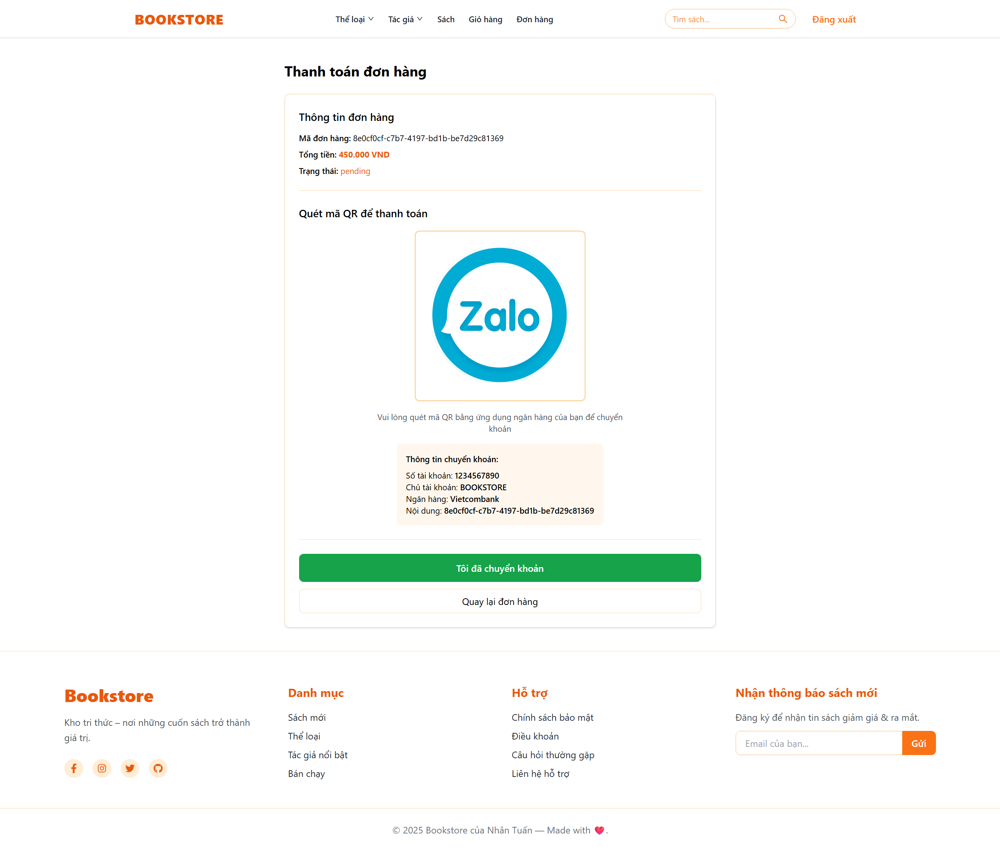 BOOKSTORE
Thể loại
Tác giả
Sách
Giỏ hàng
Đơn hàng
Tìm sách...
Đăng xuất
Thanh toán đơn hàng
Thông tin đơn hàng
Mã đơn hàng: 8e0cf0cf-c7b7-4197-bd1b-be7d29c81369
Tổng tiền: 450.000 VND
Trạng thái: pending
Quét mã QR để thanh toán
Zalo
Vui lòng quét mã QR bằng ứng dụng ngân hàng của bạn để chuyển
khoản
Thông tin chuyển khoản:
Số tài khoản: 1234567890
Chủ tài khoản: BOOKSTORE
Ngân hàng: Vietcombank
Nội dung: 8e0cf0cf-c7b7-4197-bd1b-be7d29c81369
Tôi đã chuyển khoản
Quay lại đơn hàng
Bookstore
Kho tri thức – nơi những cuốn sách trở thành
giá trị.
Danh mục
Sách mới
Thể loại
Tác giả nổi bật
Bán chạy
Hỗ trợ
Chính sách bảo mật
Điều khoản
Câu hỏi thường gặp
Liên hệ hỗ trợ
Nhận thông báo sách mới
Đăng ký để nhận tin sách giảm giá & ra mắt.
Email của bạn...
Gửi
© 2025 Bookstore của Nhân Tuấn — Made with ❤️.